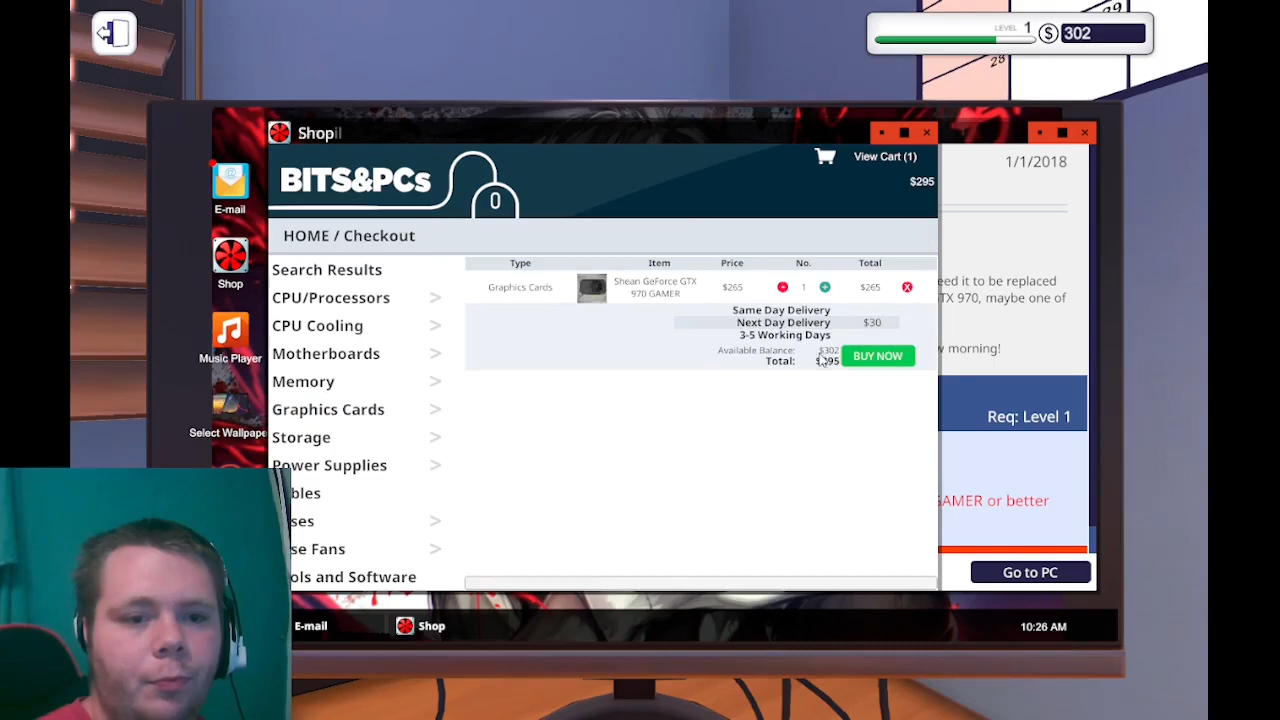 LEVEL 1 $ 302
29
23
Shop
BITS&PCs
View Cart (1)
$295
1/1/2018
E-mail
HOME / Checkout
Type Item Price No. Total
Graphics Cards Shean GeForce GTX 970 GAMER $265 1 $265 X
Same Day Delivery
Next Day Delivery $30
3-5 Working Days
Available Balance: $302
Total: $295
BUY NOW
Search Results
CPU/Processors >
CPU Cooling >
Motherboards >
Memory >
Graphics Cards >
Storage >
Power Supplies >
bles
ses >
se Fans >
ols and Software
Shop
Music Player
Select Wallpape
eed it to be replaced
TX 970, maybe one of
w morning!
Req: Level 1
GAMER or better
Go to PC
E-mail
Shop
10:26 AM